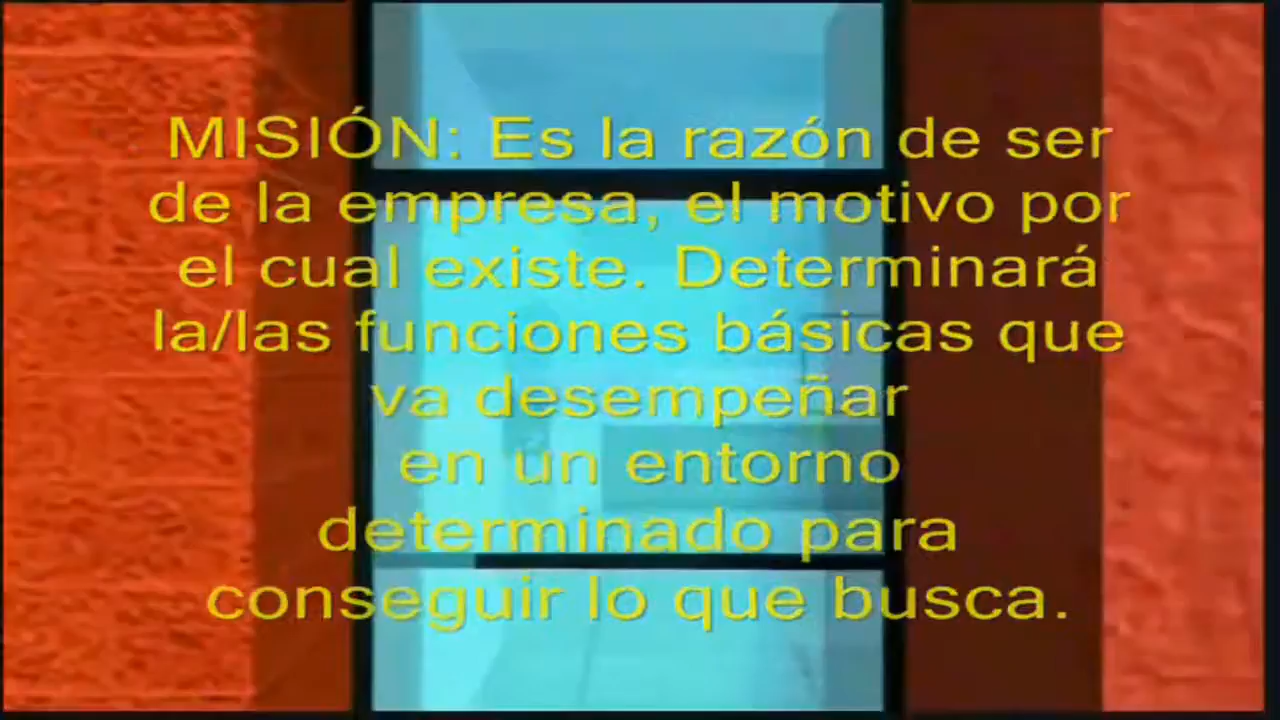 MISIÓN: Es la razón de ser
de la empresa, el motivo por
el cual existe. Determinará
la/las funciones básicas que
va desempeñar
en un entorno
determinado para
conseguir lo que busca.